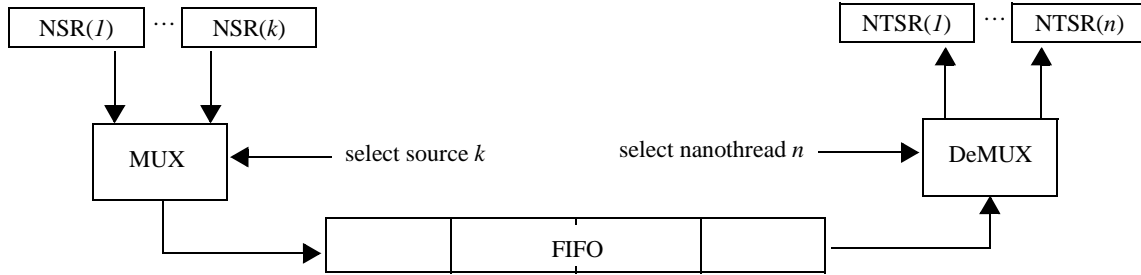 NSR(1) ... NSR(k)
NTSR(1) ... NTSR(n)
MUX
select source k
select nanothread n
DeMUX
FIFO